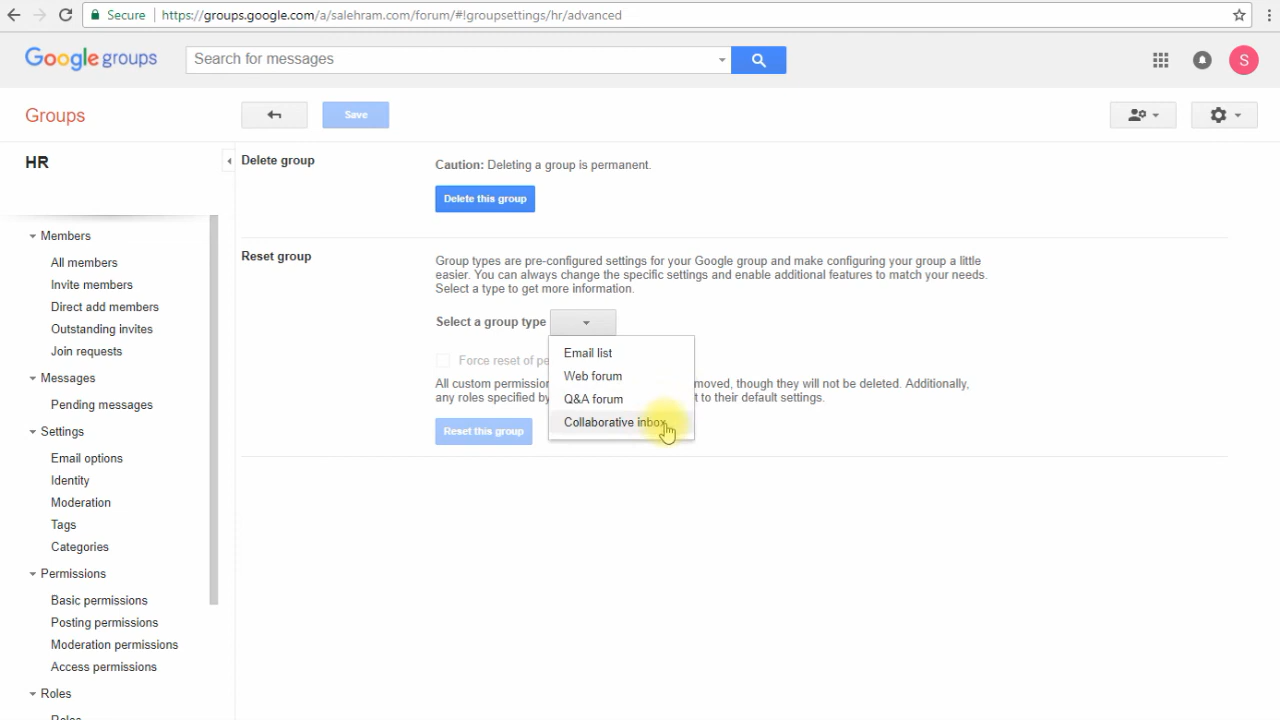 Secure https://groups.google.com/a/salehram.com/forum/#!groupsettings/hr/advanced
Google groups
Search for messages
S
Groups
Save
HR
Delete group
Caution: Deleting a group is permanent.
Delete this group
Members
All members
Invite members
Direct add members
Outstanding invites
Join requests
Messages
Pending messages
Settings
Email options
Identity
Moderation
Tags
Categories
Permissions
Basic permissions
Posting permissions
Moderation permissions
Access permissions
Roles
Roles
Reset group
Group types are pre-configured settings for your Google group and make configuring your group a little
easier. You can always change the specific settings and enable additional features to match your needs.
Select a type to get more information.
Select a group type
Email list
Web forum
Q&A forum
Collaborative inbox
Force reset of pe
All custom permission moved, though they will not be deleted. Additionally,
any roles specified by t to their default settings.
Reset this group